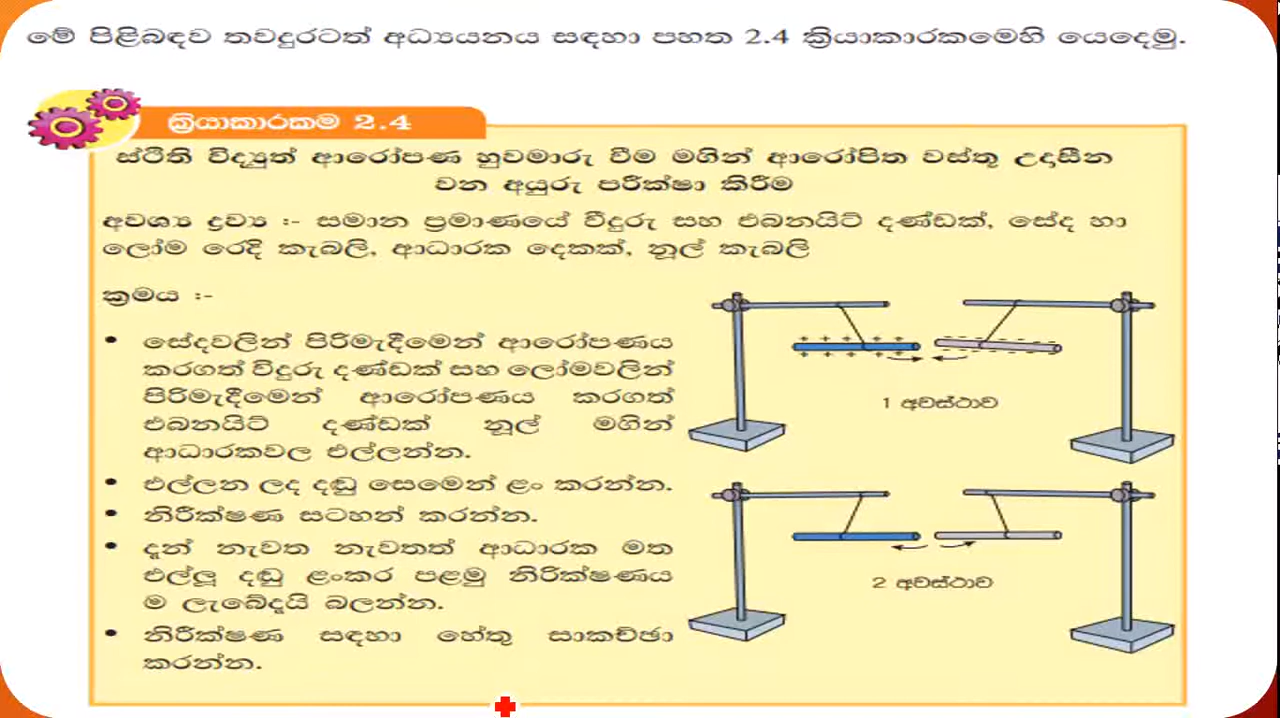 මේ පිළිබඳව තවදුරටත් අධ්‍යයනය සඳහා පහත 2.4 ක්‍රියාකාරකමෙහි යෙදෙමු.
ක්‍රියාකාරකම 2.4
ස්ථිති විද්‍යුත් ආරෝපණ හුවමාරු වීම මගින් ආරෝපිත වස්තූ උදාසීන
වන අයුරු පරීක්ෂා කිරීම
අවශ්‍ය ද්‍රව්‍ය :- සමාන ප්‍රමාණයේ වීදුරු සහ එබනයිට් දණ්ඩක්, සේද හා
ලෝම රෙදි කැබලි, ආධාරක දෙකක්, නූල් කැබලි
ක්‍රමය :-
• සේදවලින් පිරිමැදීමෙන් ආරෝපණය
කරගත් විදුරු දණ්ඩක් සහ ලෝමවලින්
පිරිමැදීමෙන් ආරෝපණය කරගත්
එබනයිට් දණ්ඩක් නූල් මගින්
ආධාරකවල එල්ලන්න.
• එල්ලන ලද දඬු සෙමෙන් ළං කරන්න.
• නිරීක්ෂණ සටහන් කරන්න.
• දැන් නැවත නැවතත් ආධාරක මත
එල්ලූ දඬු ළංකර පළමු නිරික්ෂණය
ම ලැබේදැයි බලන්න.
• නිරීක්ෂණ සඳහා හේතු සාකච්ඡා
කරන්න.
1 අවස්ථාව
2 අවස්ථාව